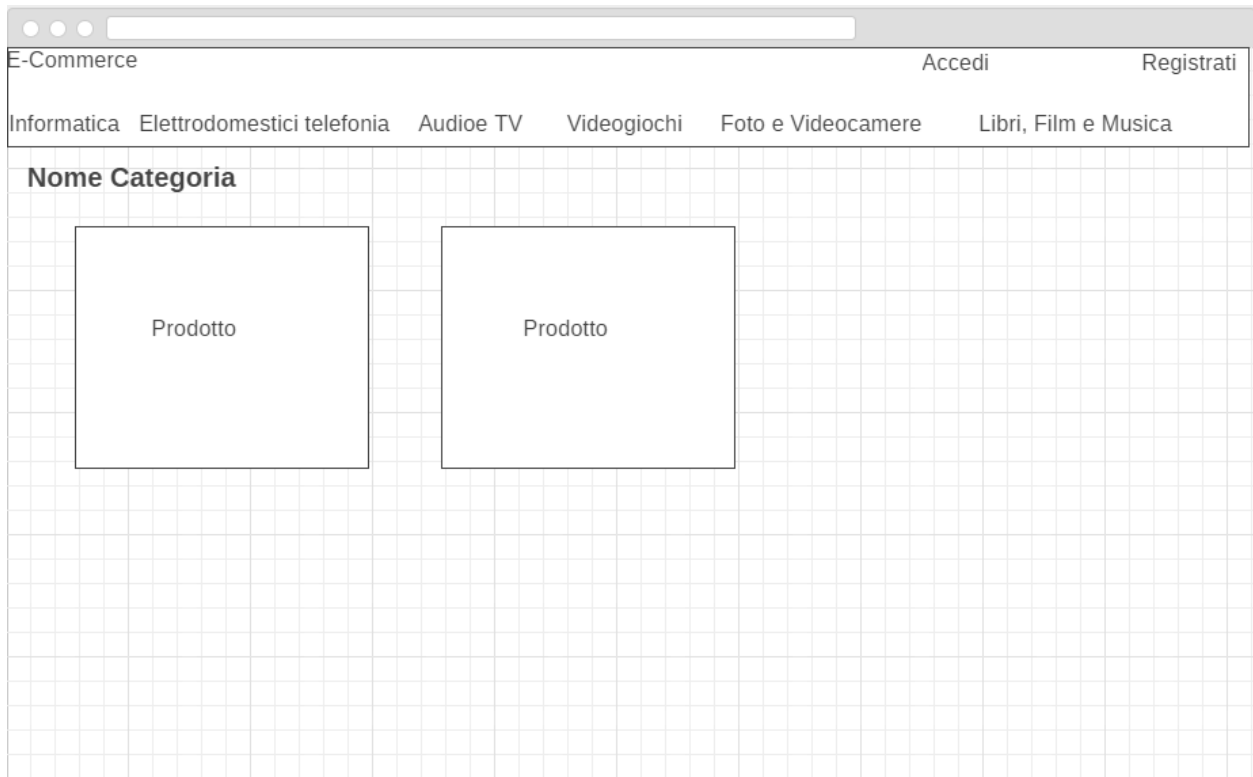 E-Commerce Accedi Registrati
Informatica Elettrodomestici telefonia Audioe TV Videogiochi Foto e Videocamere Libri, Film e Musica
Nome Categoria
Prodotto Prodotto